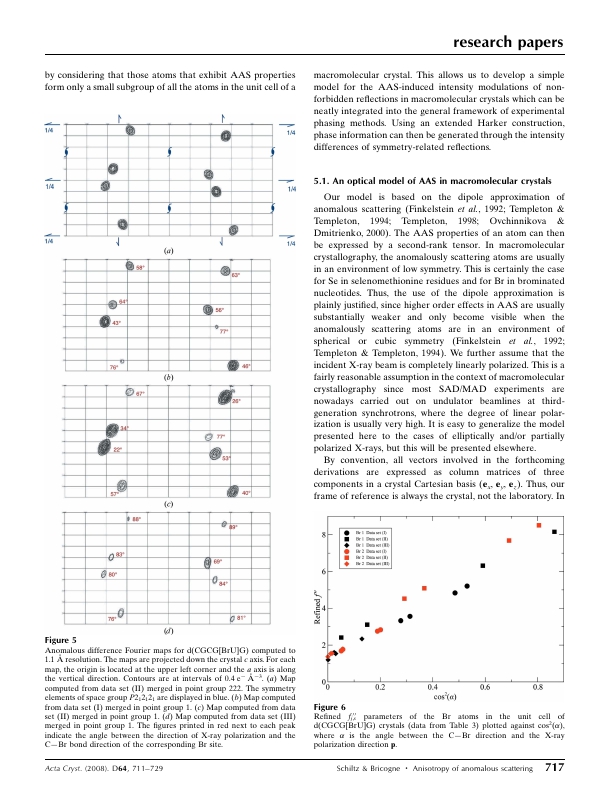 research papers
by considering that those atoms that exhibit AAS properties
form only a small subgroup of all the atoms in the unit cell of a
1/4
1/4
1/4
1/4
1/4
1/4
(a)
58°
63°
64°
56°
43°
77°
76°
46°
(b)
67°
26°
34°
77°
22°
53°
57°
40°
(c)
88°
89°
83°
69°
80°
84°
76°
81°
(d)
Figure 5
Anomalous difference Fourier maps for d(CGCG[BrU]G) computed to
1.1 Å resolution. The maps are projected down the crystal c axis. For each
map, the origin is located at the upper left corner and the a axis is along
the vertical direction. Contours are at intervals of 0.4 e⁻ Å⁻³. (a) Map
computed from data set (II) merged in point group 222. The symmetry
elements of space group P2₁2₁2₁ are displayed in blue. (b) Map computed
from data set (I) merged in point group 1. (c) Map computed from data
set (II) merged in point group 1. (d) Map computed from data set (III)
merged in point group 1. The figures printed in red next to each peak
indicate the angle between the direction of X-ray polarization and the
C—Br bond direction of the corresponding Br site.
macromolecular crystal. This allows us to develop a simple
model for the AAS-induced intensity modulations of non-
forbidden reflections in macromolecular crystals which can be
neatly integrated into the general framework of experimental
phasing methods. Using an extended Harker construction,
phase information can then be generated through the intensity
differences of symmetry-related reflections.
5.1. An optical model of AAS in macromolecular crystals
Our model is based on the dipole approximation of
anomalous scattering (Finkelstein et al., 1992; Templeton &
Templeton, 1994; Templeton, 1998; Ovchinnikova &
Dmitrienko, 2000). The AAS properties of an atom can then
be expressed by a second-rank tensor. In macromolecular
crystallography, the anomalously scattering atoms are usually
in an environment of low symmetry. This is certainly the case
for Se in selenomethionine residues and for Br in brominated
nucleotides. Thus, the use of the dipole approximation is
plainly justified, since higher order effects in AAS are usually
substantially weaker and only become visible when the
anomalously scattering atoms are in an environment of
spherical or cubic symmetry (Finkelstein et al., 1992;
Templeton & Templeton, 1994). We further assume that the
incident X-ray beam is completely linearly polarized. This is a
fairly reasonable assumption in the context of macromolecular
crystallography since most SAD/MAD experiments are
nowadays carried out on undulator beamlines at third-
generation synchrotrons, where the degree of linear polar-
ization is usually very high. It is easy to generalize the model
presented here to the cases of elliptically and/or partially
polarized X-rays, but this will be presented elsewhere.
By convention, all vectors involved in the forthcoming
derivations are expressed as column matrices of three
components in a crystal Cartesian basis (eₓ, eᵧ, e_z). Thus, our
frame of reference is always the crystal, not the laboratory. In
Br 1 Data set (I)
Br 1 Data set (II)
Br 1 Data set (III)
Br 2 Data set (I)
Br 2 Data set (II)
Br 2 Data set (III)
Refined f''
8
6
4
2
0
0
0.2
0.4
0.6
0.8
cos²(α)
Figure 6
parameters of the Br atoms in the unit cell of
d(CGCG[BrU]G) crystals (data from Table 3) plotted against cos²(α),
where α is the angle between the C—Br direction and the X-ray
polarization direction p.
Acta Cryst. (2008). D64, 711–729
Schiltz & Bricogne • Anisotropy of anomalous scattering 717